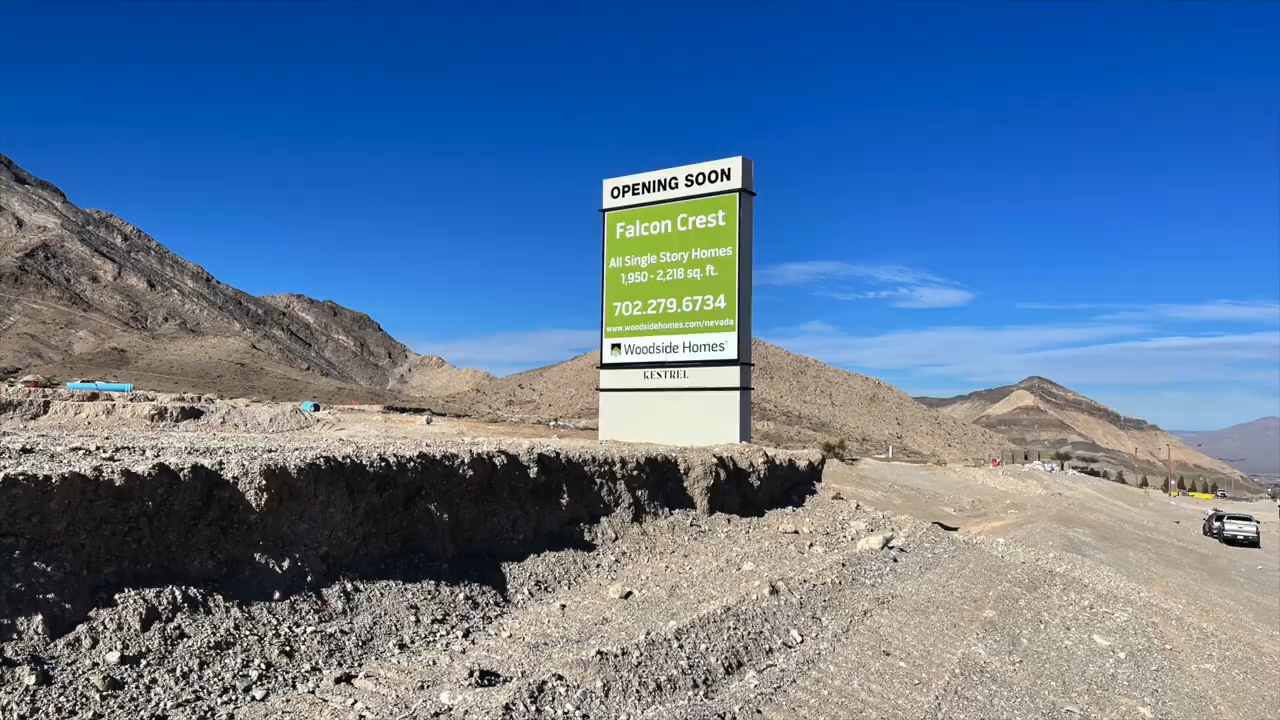 OPENING SOON
Falcon Crest
All Single Story Homes
1,950 - 2,218 sq. ft.
702.279.6734
www.woodsidehomes.com/nevada
Woodside Homes
KESTREL